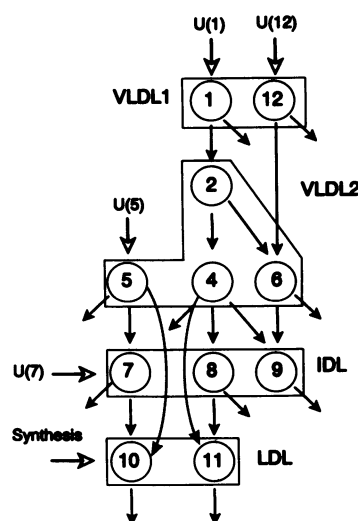 U(1) U(12)
VLDL1 1 12
2 VLDL2
U(5)
5 4 6
U(7) 7 8 9 IDL
Synthesis 10 11 LDL